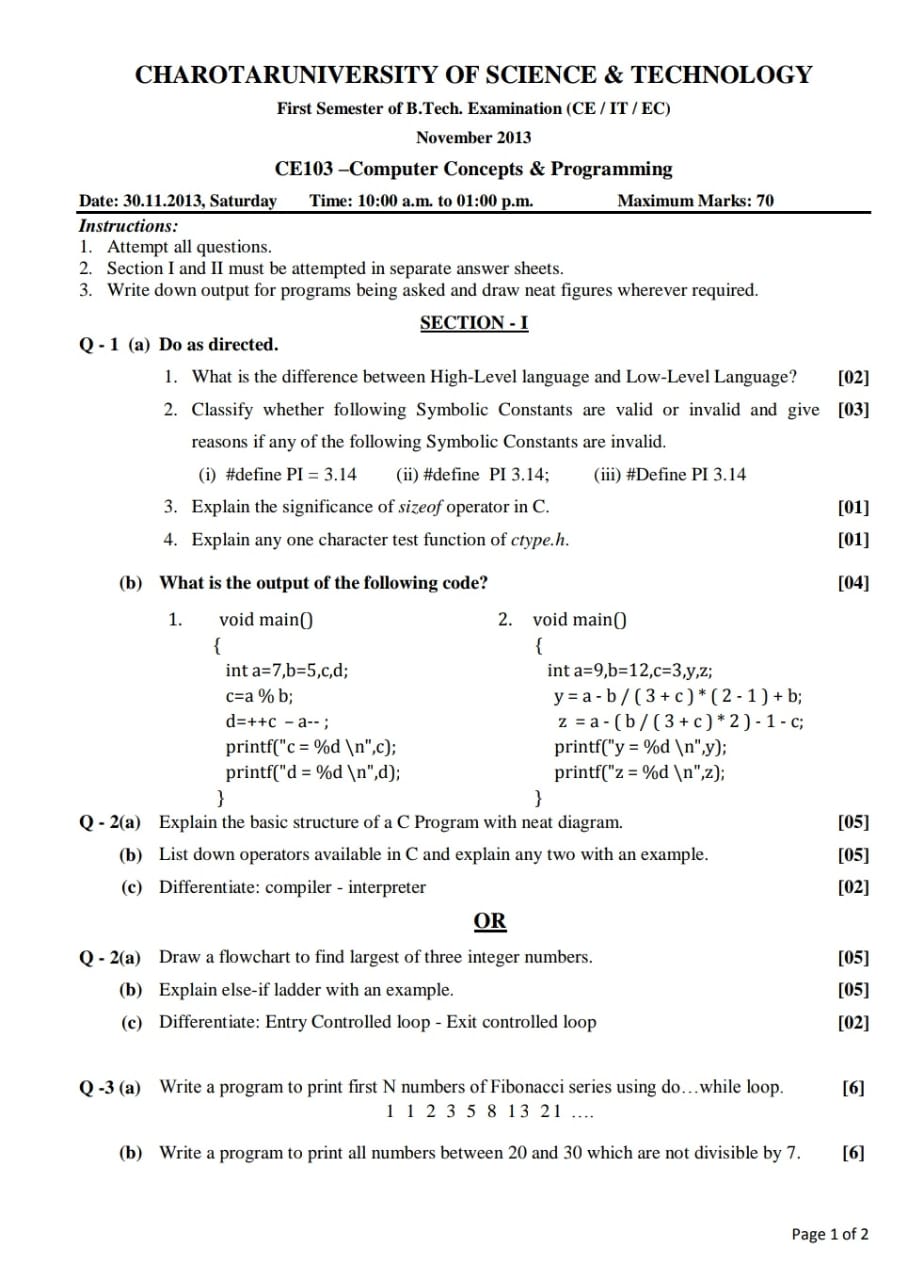 CHAROTARUNIVERSITY OF SCIENCE & TECHNOLOGY
First Semester of B.Tech. Examination (CE / IT / EC)
November 2013
CE103 –Computer Concepts & Programming
Date: 30.11.2013, Saturday Time: 10:00 a.m. to 01:00 p.m. Maximum Marks: 70
Instructions:
1. Attempt all questions.
2. Section I and II must be attempted in separate answer sheets.
3. Write down output for programs being asked and draw neat figures wherever required.
SECTION - I
Q - 1 (a) Do as directed.
1. What is the difference between High-Level language and Low-Level Language? [02]
2. Classify whether following Symbolic Constants are valid or invalid and give [03]
reasons if any of the following Symbolic Constants are invalid.
(i) #define PI = 3.14 (ii) #define PI 3.14; (iii) #Define PI 3.14
3. Explain the significance of sizeof operator in C. [01]
4. Explain any one character test function of ctype.h. [01]
(b) What is the output of the following code? [04]
1. void main()
{
int a=7,b=5,c,d;
c=a % b;
d=++c – a-- ;
printf("c = %d \n",c);
printf("d = %d \n",d);
}
2. void main()
{
int a=9,b=12,c=3,y,z;
y = a - b / ( 3 + c ) * ( 2 - 1 ) + b;
z = a - ( b / ( 3 + c ) * 2 ) - 1 - c;
printf("y = %d \n",y);
printf("z = %d \n",z);
}
Q - 2(a) Explain the basic structure of a C Program with neat diagram. [05]
(b) List down operators available in C and explain any two with an example. [05]
(c) Differentiate: compiler - interpreter [02]
OR
Q - 2(a) Draw a flowchart to find largest of three integer numbers. [05]
(b) Explain else-if ladder with an example. [05]
(c) Differentiate: Entry Controlled loop - Exit controlled loop [02]
Q -3 (a) Write a program to print first N numbers of Fibonacci series using do…while loop. [6]
1 1 2 3 5 8 13 21 ....
(b) Write a program to print all numbers between 20 and 30 which are not divisible by 7. [6]
Page 1 of 2